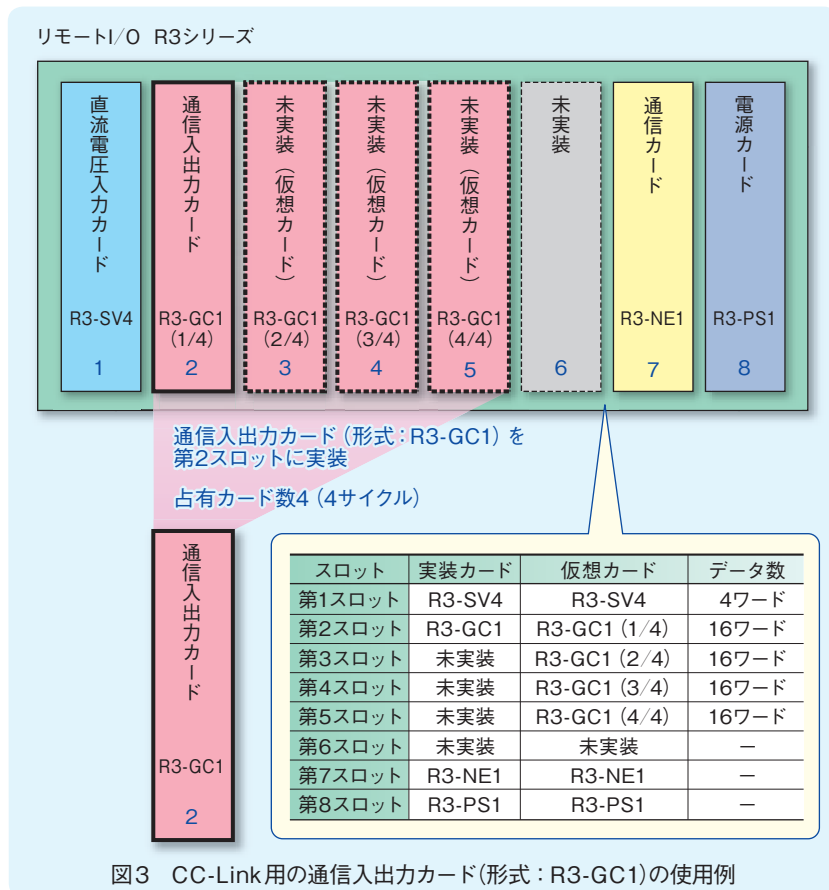 リモートI/O R3シリーズ
直流電圧入力カード
R3-SV4
1
通信入出力カード
R3-GC1
(1/4)
2
未実装（仮想カード）
R3-GC1
(2/4)
3
未実装（仮想カード）
R3-GC1
(3/4)
4
未実装（仮想カード）
R3-GC1
(4/4)
5
未実装
6
通信カード
R3-NE1
7
電源カード
R3-PS1
8
通信入出力カード（形式：R3-GC1）を
第2スロットに実装
占有カード数4（4サイクル）
通信入出力カード
R3-GC1
2
スロット 実装カード 仮想カード データ数
第1スロット R3-SV4 R3-SV4 4ワード
第2スロット R3-GC1 R3-GC1（1/4） 16ワード
第3スロット 未実装 R3-GC1（2/4） 16ワード
第4スロット 未実装 R3-GC1（3/4） 16ワード
第5スロット 未実装 R3-GC1（4/4） 16ワード
第6スロット 未実装 未実装 －
第7スロット R3-NE1 R3-NE1 －
第8スロット R3-PS1 R3-PS1 －
図3 CC-Link用の通信入出力カード(形式：R3-GC1)の使用例